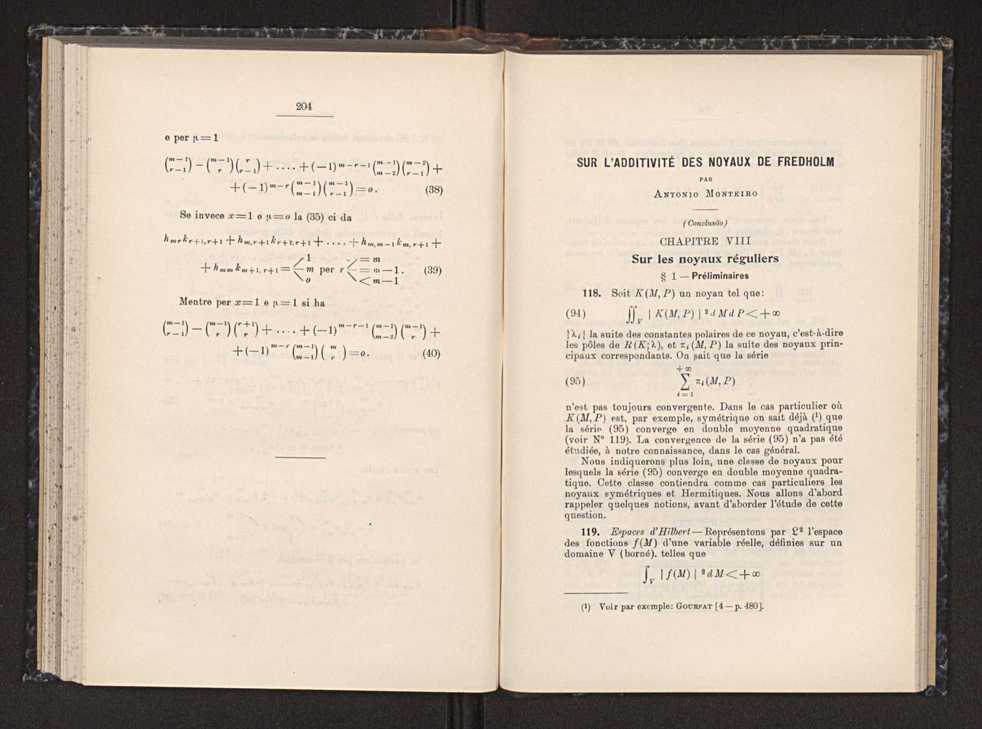 204
e per µ = 1
(m−1 / r−1) − (m−1 / r)(r / r−1) + .... + (−1)^{m−r−1} (m−1 / m−2)(m−2 / r−1) +
+ (−1)^{m−r} (m−1 / m−1)(m−1 / r−1) = o. (38)
Se invece x = 1 e µ = o la (35) ci da
h_{mr} k_{r+1,r+1} + h_{m,r+1} k_{r+2,r+1} + .... + h_{m,m−1} k_{m,r+1} +
+ h_{mm} k_{m+1,r+1} = 1 / m / o per r = m / = m−1 / < m−1. (39)
Mentre per x = 1 e µ = 1 si ha
(m−1 / r−1) − (m−1 / r)(r+1 / r) + .... + (−1)^{m−r−1} (m−1 / m−2)(m−1 / r) +
+ (−1)^{m−r} (m−1 / m−1)(m / r) = o. (40)
SUR L'ADDITIVITÉ DES NOYAUX DE FREDHOLM
PAR
ANTONIO MONTEIRO
(Conclusão)
CHAPITRE VIII
Sur les noyaux réguliers
§ 1 — Préliminaires
118. Soit K(M, P) un noyau tel que:
(94) ∬_V | K(M, P) |² d M d P < + ∞
{λ_i} la suite des constantes polaires de ce noyau, c'est-à-dire
les pôles de R(K; λ), et π_i (M, P) la suite des noyaux prin-
cipaux correspondants. On sait que la série
(95) Σ_{i=1}^{+∞} π_i (M, P)
n'est pas toujours convergente. Dans le cas particulier où
K(M, P) est, par exemple, symétrique on sait déjà (1) que
la série (95) converge en double moyenne quadratique
(voir N° 119). La convergence de la série (95) n'a pas été
étudiée, à notre connaissance, dans le cas général.
Nous indiquerons plus loin, une classe de noyaux pour
lesquels la série (95) converge en double moyenne quadra-
tique. Cette classe contiendra comme cas particuliers les
noyaux symétriques et Hermitiques. Nous allons d'abord
rappeler quelques notions, avant d'aborder l'étude de cette
question.
119. Espaces d'Hilbert — Représentons par ℒ² l'espace
des fonctions f(M) d'une variable réelle, définies sur un
domaine V (borné). telles que
∫_V | f(M) |² d M < + ∞
(1) Voir par exemple: GOURSAT [4 — p. 480].